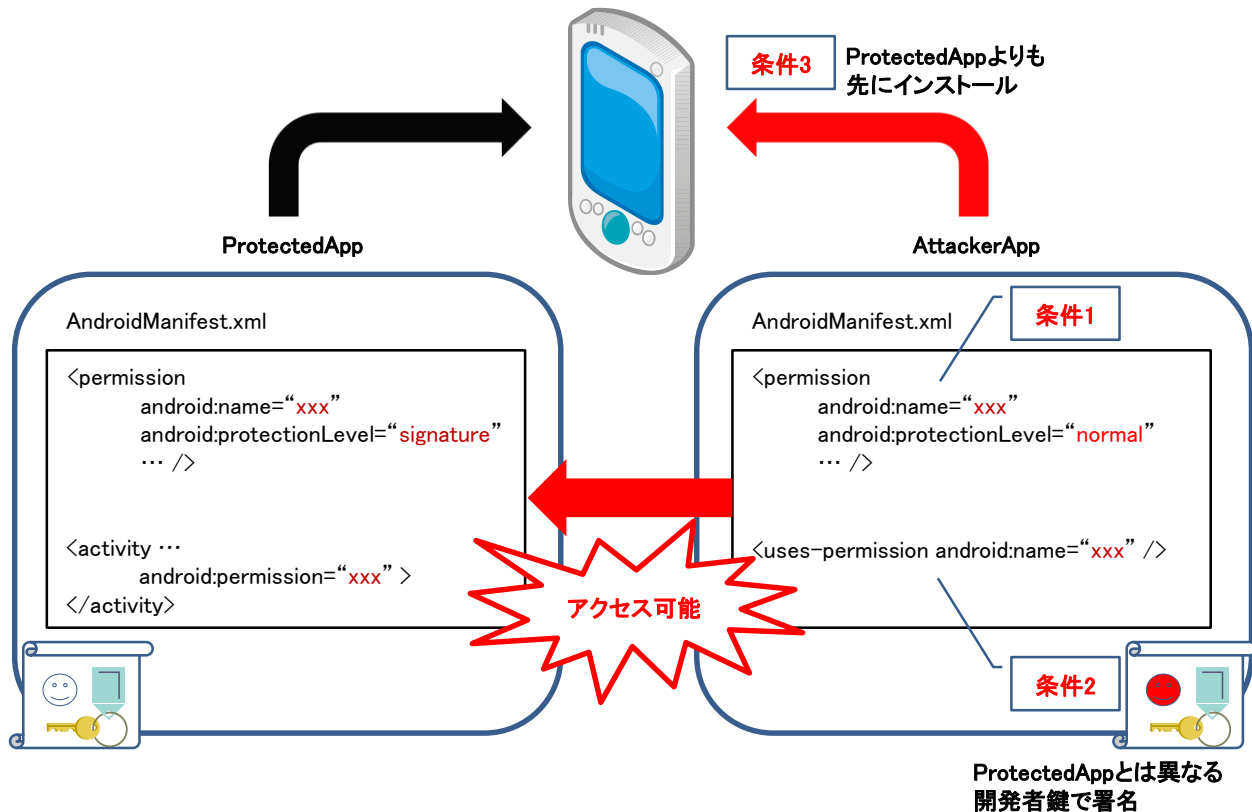 条件3
ProtectedAppよりも
先にインストール
ProtectedApp
AttackerApp
AndroidManifest.xml
<permission
android:name=“xxx”
android:protectionLevel=“signature”
… />
<activity …
android:permission=“xxx” >
</activity>
アクセス可能
条件1
AndroidManifest.xml
<permission
android:name=“xxx”
android:protectionLevel=“normal”
… />
<uses-permission android:name=“xxx” />
条件2
ProtectedAppとは異なる
開発者鍵で署名